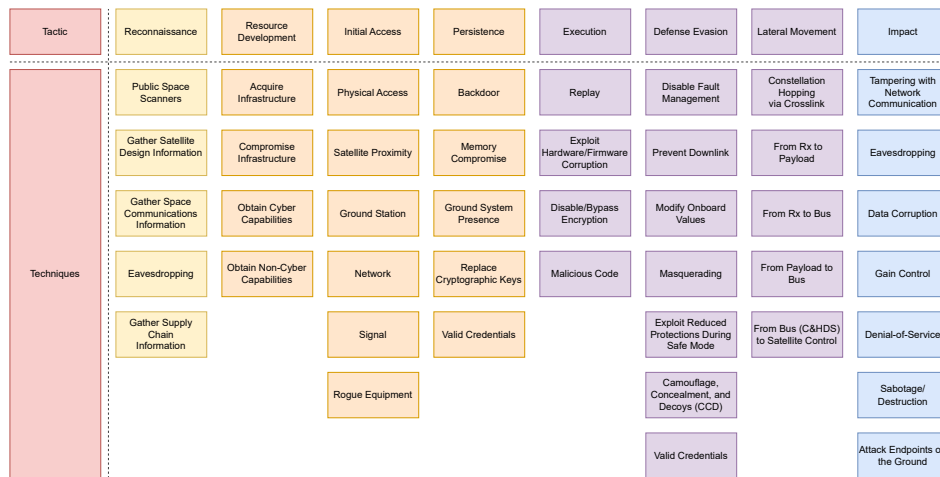 Tactic
Reconnaissance
Resource
Development
Initial Access
Persistence
Execution
Defense Evasion
Lateral Movement
Impact
Techniques
Public Space
Scanners
Acquire
Infrastructure
Physical Access
Backdoor
Replay
Disable Fault
Management
Constellation
Hopping
via Crosslink
Tampering with
Network
Communication
Gather Satellite
Design Information
Compromise
Infrastructure
Satellite Proximity
Memory
Compromise
Exploit
Hardware/Firmware
Corruption
Prevent Downlink
From Rx to
Payload
Eavesdropping
Gather Space
Communications
Information
Obtain Cyber
Capabilities
Ground Station
Ground System
Presence
Disable/Bypass
Encryption
Modify Onboard
Values
From Rx to Bus
Data Corruption
Eavesdropping
Obtain Non-Cyber
Capabilities
Network
Replace
Cryptographic Keys
Malicious Code
Masquerading
From Payload to
Bus
Gain Control
Gather Supply
Chain
Information
Signal
Valid Credentials
Exploit Reduced
Protections During
Safe Mode
From Bus (C&HDS)
to Satellite Control
Denial-of-Service
Rogue Equipment
Camouflage,
Concealment, and
Decoys (CCD)
Sabotage/
Destruction
Valid Credentials
Attack Endpoints
the Ground